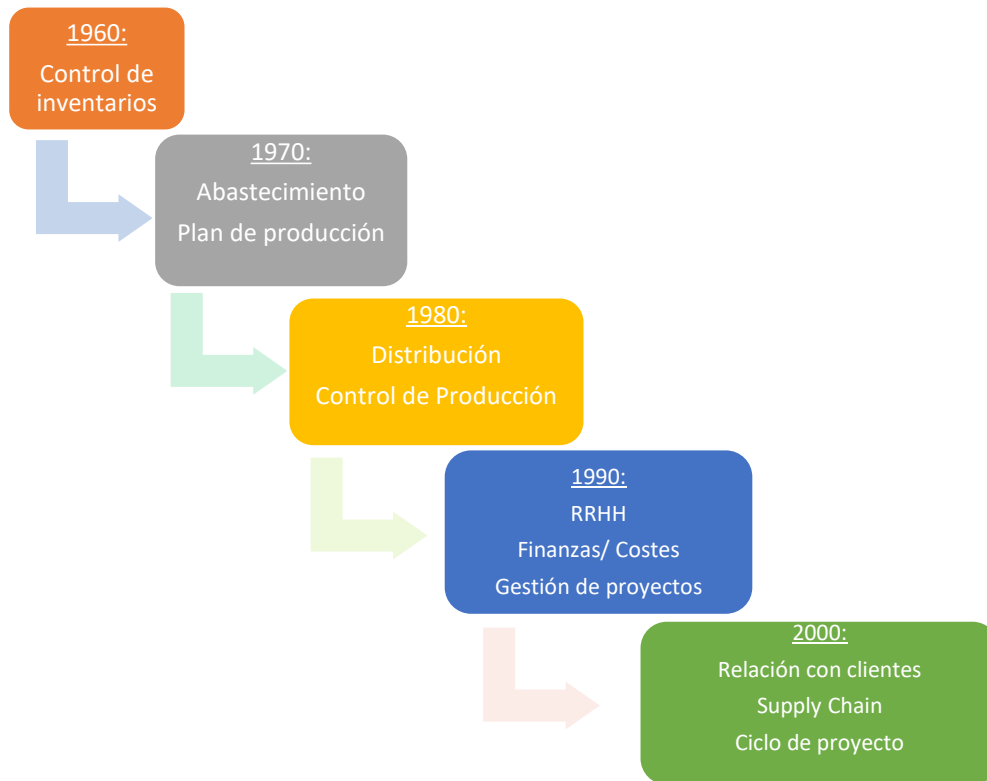 1960:
Control de
inventarios
1970:
Abastecimiento
Plan de producción
1980:
Distribución
Control de Producción
1990:
RRHH
Finanzas/ Costes
Gestión de proyectos
2000:
Relación con clientes
Supply Chain
Ciclo de proyecto